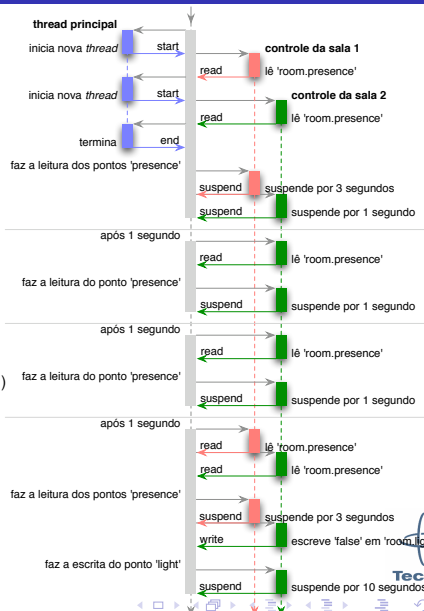 thread principal
inicia nova thread start controle da sala 1
read lê 'room.presence'
inicia nova thread start controle da sala 2
read lê 'room.presence'
termina end
faz a leitura dos pontos 'presence'
suspend suspende por 3 segundos
suspend suspende por 1 segundo
após 1 segundo
read lê 'room.presence'
faz a leitura do ponto 'presence'
suspend suspende por 1 segundo
após 1 segundo
read lê 'room.presence'
) faz a leitura do ponto 'presence'
suspend suspende por 1 segundo
após 1 segundo
read lê 'room.presence'
read lê 'room.presence'
faz a leitura dos pontos 'presence'
suspend suspende por 3 segundos
write escreve 'false' em
faz a escrita do ponto 'light'
Tec
suspend suspende por 10 segundos